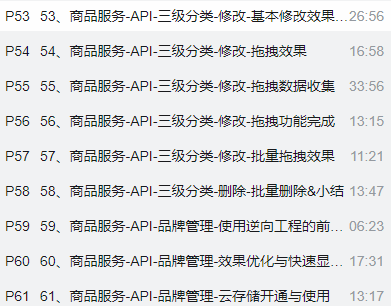 P53 53、商品服务-API-三级分类-修改-基本修改效果... 26:56
P54 54、商品服务-API-三级分类-修改-拖拽效果 16:58
P55 55、商品服务-API-三级分类-修改-拖拽数据收集 33:56
P56 56、商品服务-API-三级分类-修改-拖拽功能完成 13:15
P57 57、商品服务-API-三级分类-修改-批量拖拽效果 11:21
P58 58、商品服务-API-三级分类-删除-批量删除&小结 13:47
P59 59、商品服务-API-品牌管理-使用逆向工程的前... 06:23
P60 60、商品服务-API-品牌管理-效果优化与快速显... 17:31
P61 61、商品服务-API-品牌管理-云存储开通与使用 13:17